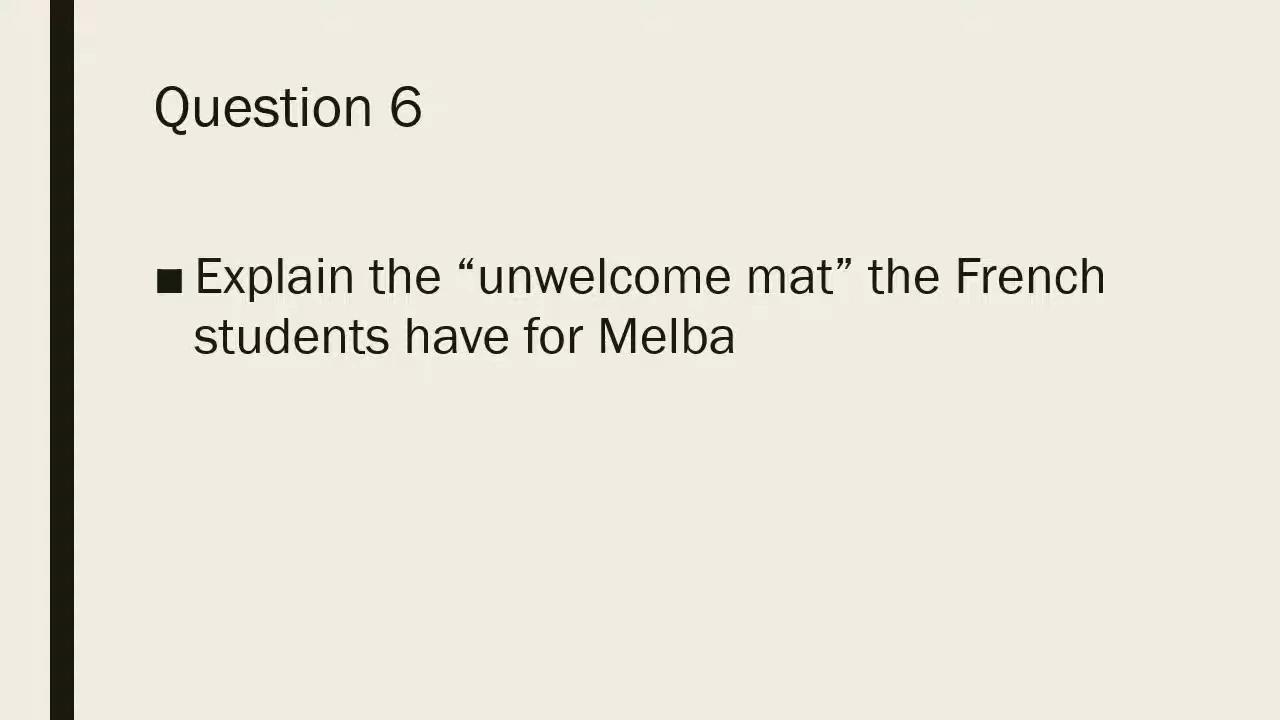 Question 6
■ Explain the “unwelcome mat” the French
students have for Melba